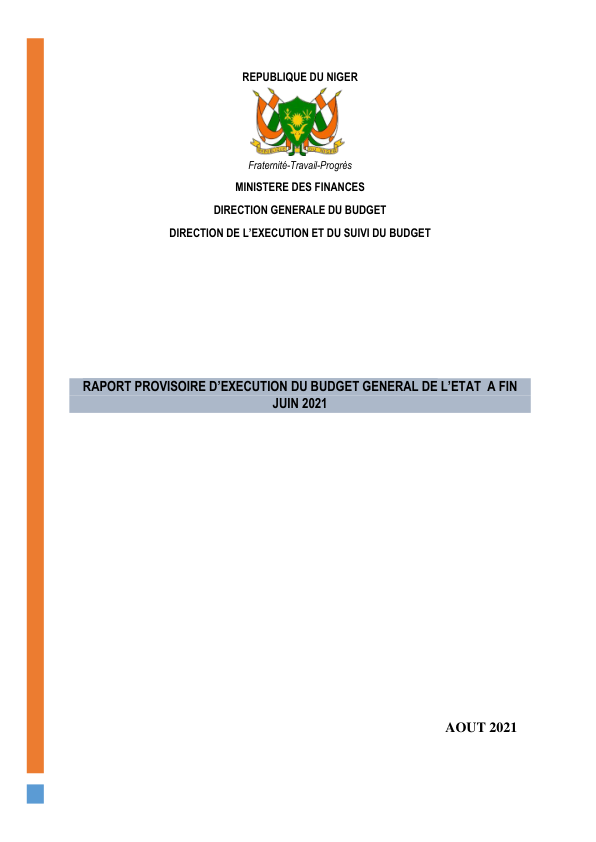 REPUBLIQUE DU NIGER
Fraternité-Travail-Progrès
MINISTERE DES FINANCES
DIRECTION GENERALE DU BUDGET
DIRECTION DE L'EXECUTION ET DU SUIVI DU BUDGET
RAPORT PROVISOIRE D'EXECUTION DU BUDGET GENERAL DE L'ETAT A FIN
JUIN 2021
AOUT 2021